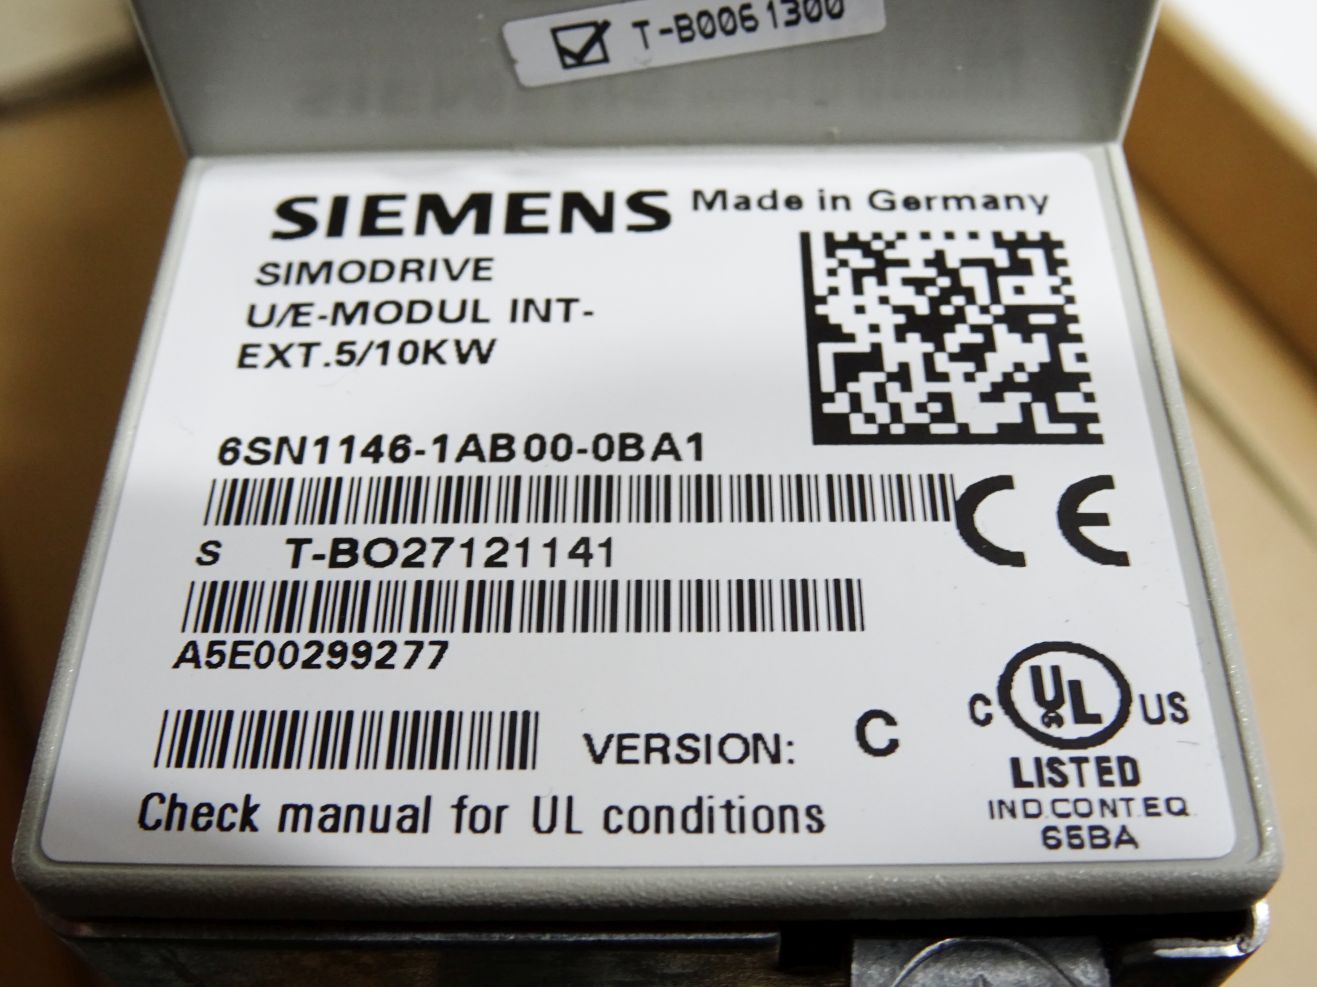 T-B0061300
SIEMENS Made in Germany
SIMODRIVE
U/E-MODUL INT-
EXT.5/10KW
6SN1146-1AB00-0BA1
S T-BO27121141
A5E00299277
VERSION: C
Check manual for UL conditions
CE
C UL US
LISTED
IND.CONT.EQ.
65BA